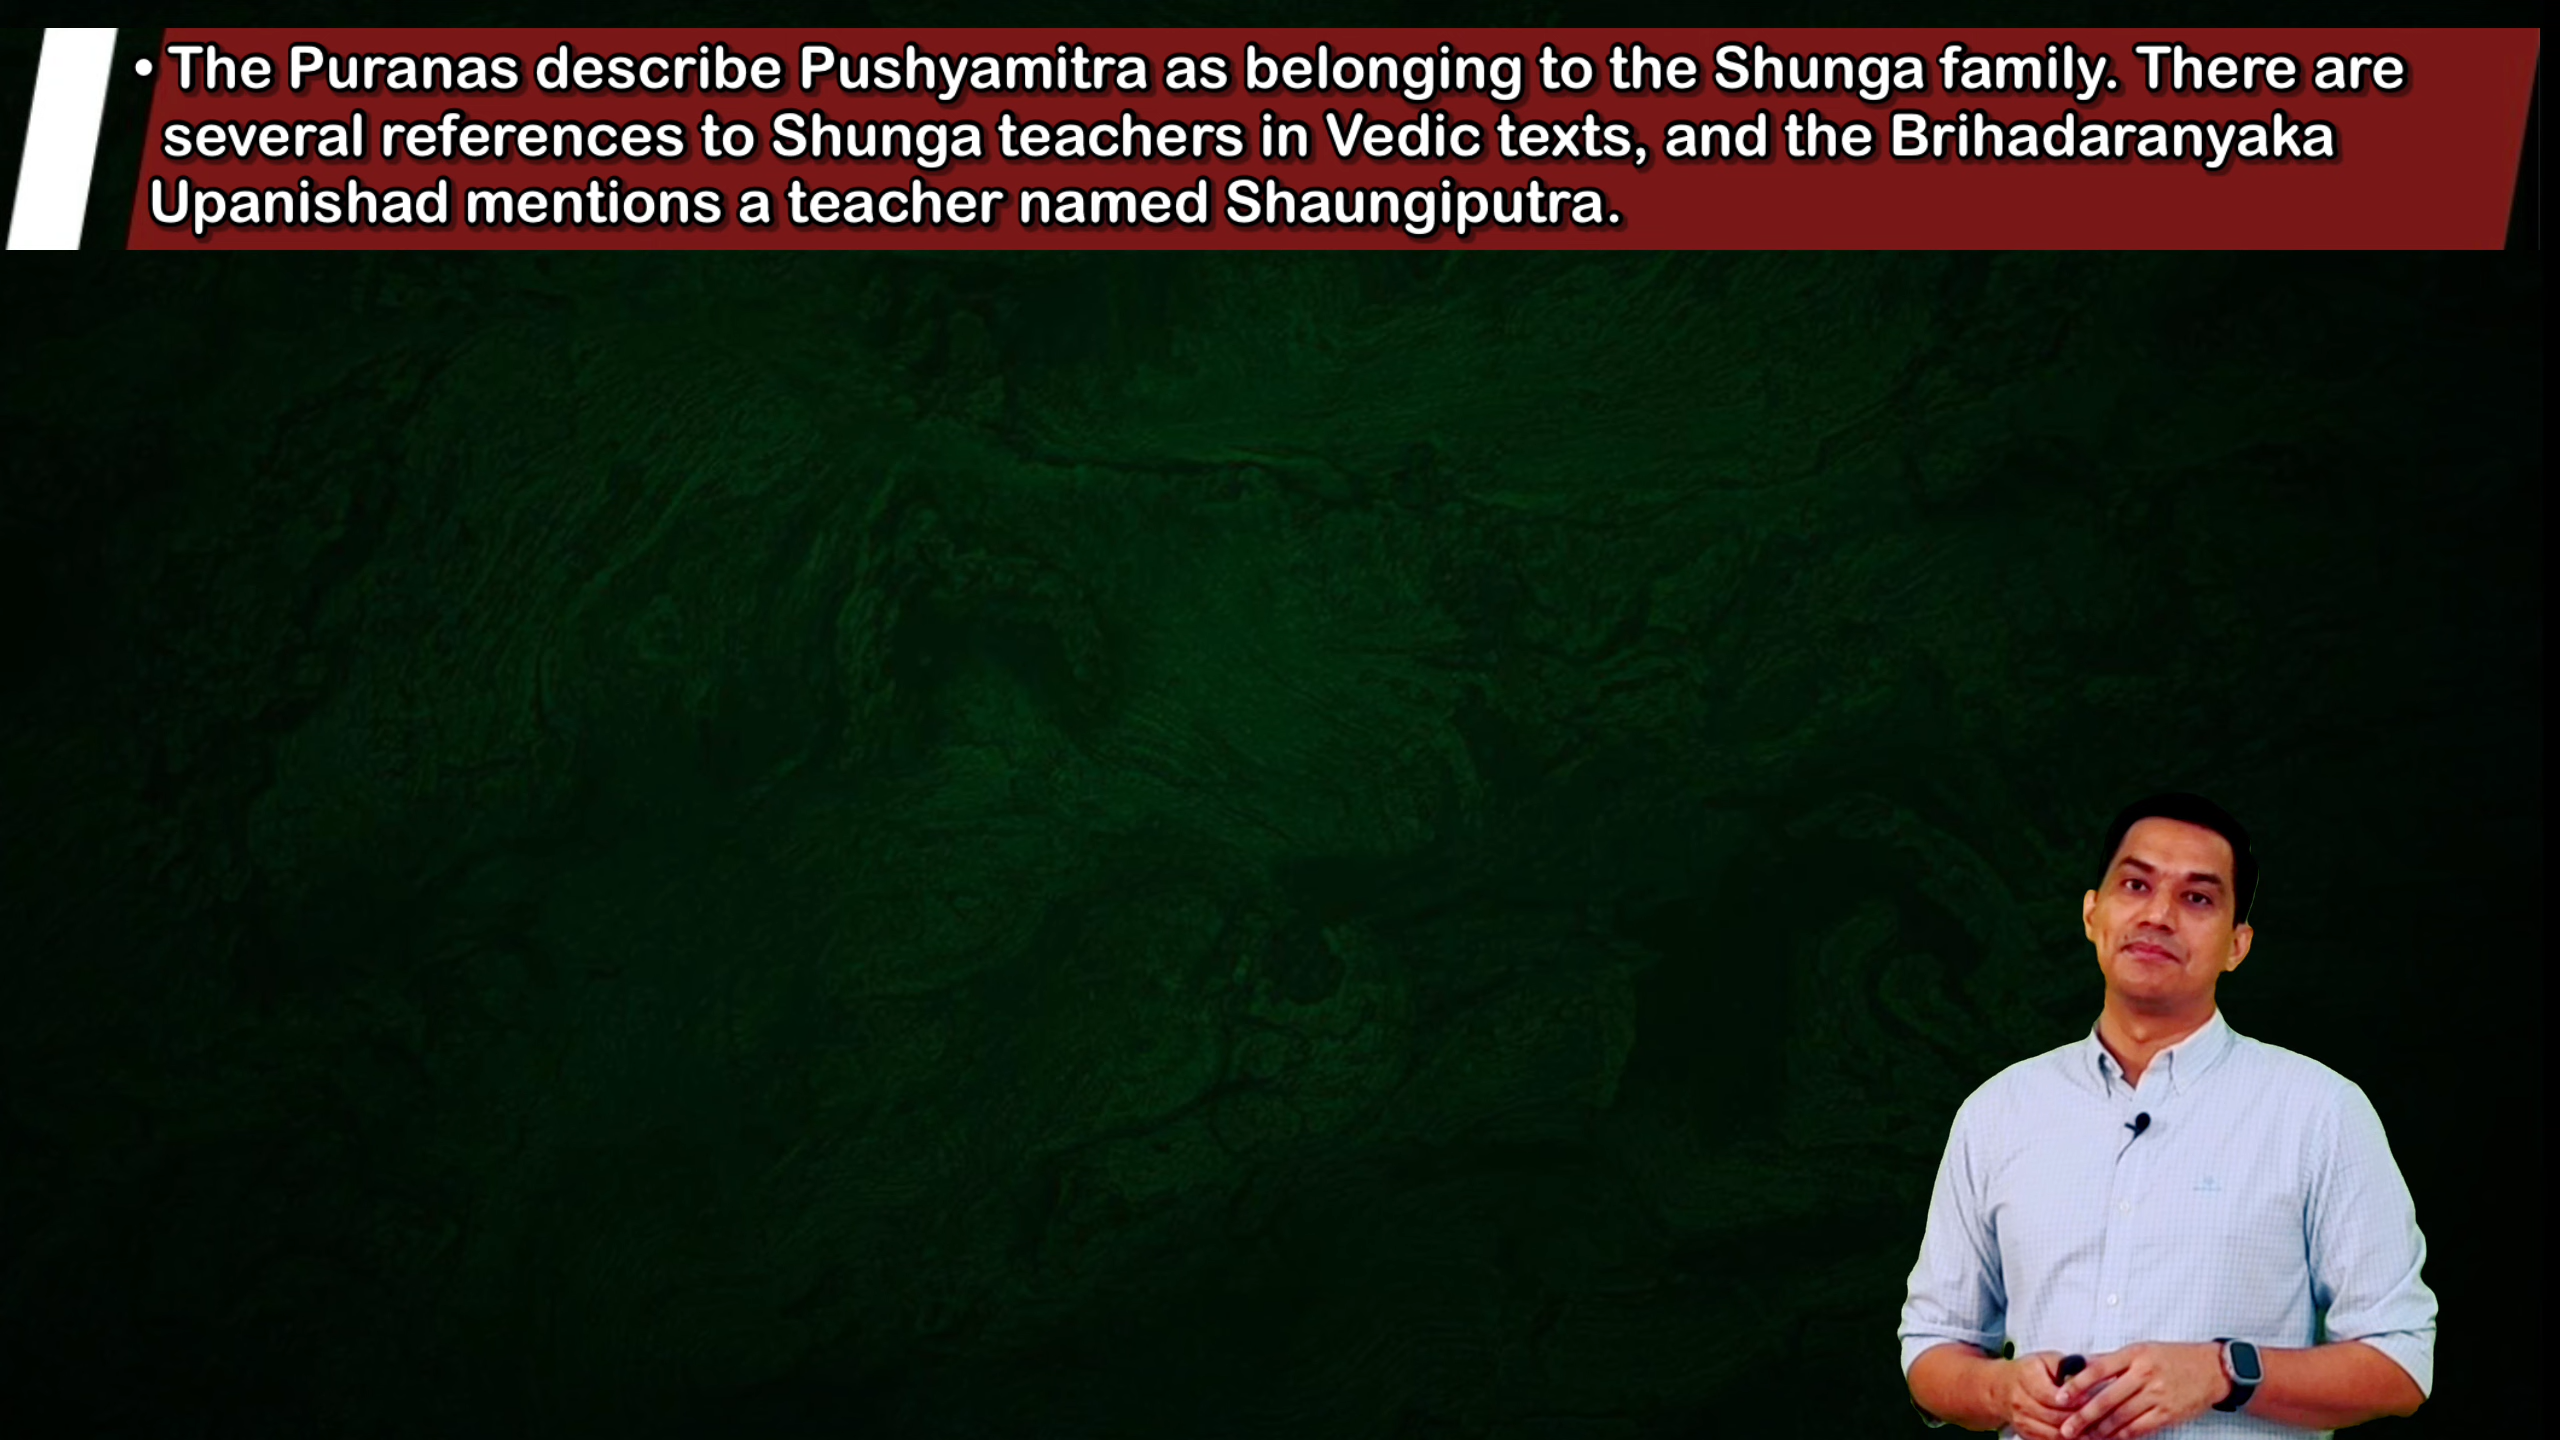 • The Puranas describe Pushyamitra as belonging to the Shunga family. There are
several references to Shunga teachers in Vedic texts, and the Brihadaranyaka
Upanishad mentions a teacher named Shaungiputra.